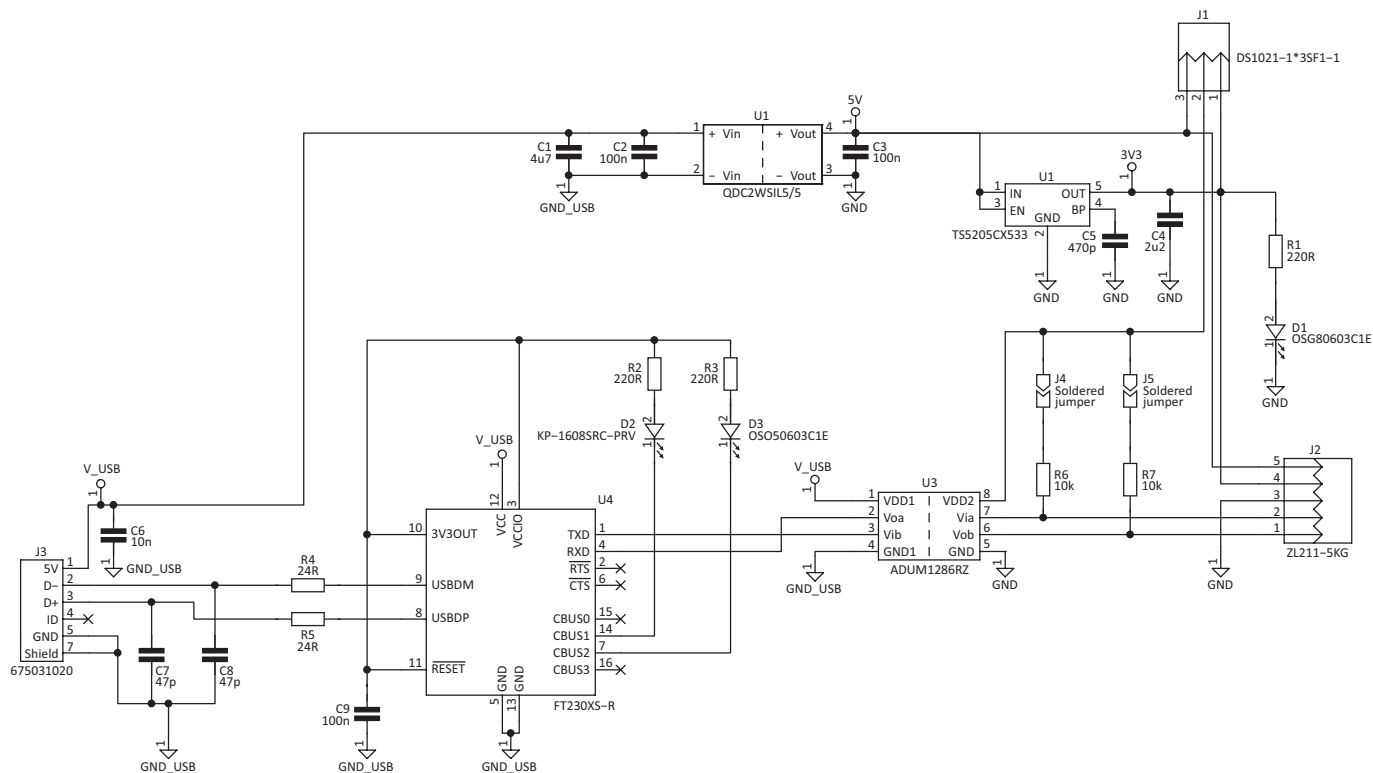 J1
DS1021-1*3SF1-1
3
2
1
5V
1
U1
1
+ Vin
+ Vout
4
2
- Vin
- Vout
3
QDC2WSIL5/5
C1
4u7
C2
100n
C3
100n
1
GND_USB
1
GND
3V3
1
U1
1
IN
OUT
5
3
EN
BP
4
GND
2
TS5205CX533
C5
470p
C4
2u2
R1
220R
1
GND
1
GND
1
GND
2
D1
1
OSG80603C1E
1
GND
R2
220R
R3
220R
J4
Soldered
jumper
J5
Soldered
jumper
D2
2
KP-1608SRC-PRV
1
D3
2
OSO50603C1E
1
V_USB
1
J2
5
4
3
2
1
ZL211-5KG
R6
10k
R7
10k
V_USB
1
V_USB
1
U3
1
VDD1
VDD2
8
2
Voa
Via
7
3
Vib
Vob
6
4
GND1
GND
5
ADUM1286RZ
1
GND_USB
1
GND
1
GND
C6
10n
1
GND_USB
U4
12
VCC
3
VCCIO
10
3V3OUT
TXD
1
RXD
4
RTS
2
CTS
6
9
USBDM
8
USBDP
CBUS0
15
CBUS1
14
CBUS2
7
CBUS3
16
11
RESET
GND
5
GND
13
FT230XS-R
J3
5V
1
D-
2
D+
3
ID
4
GND
5
Shield
7
675031020
R4
24R
R5
24R
C7
47p
C8
47p
C9
100n
1
GND_USB
1
GND_USB
1
GND_USB